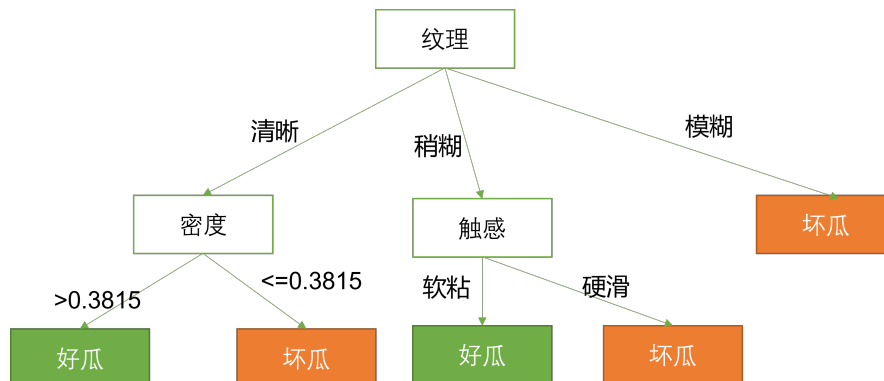 纹理
清晰
稍糊
模糊
密度
触感
坏瓜
>0.3815
<=0.3815
软粘
硬滑
好瓜
坏瓜
好瓜
坏瓜